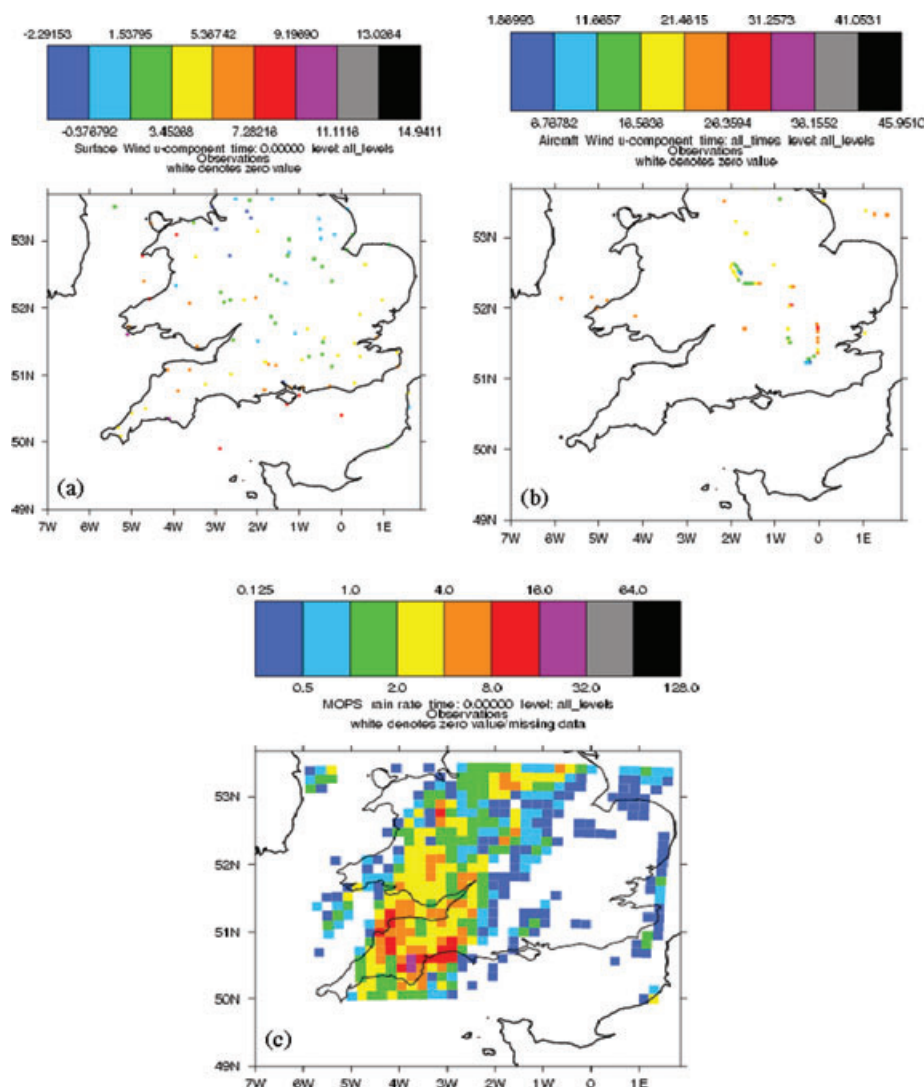 -2.29153 1.53795 5.36742 9.19690 13.0264
-0.376792 3.45268 7.28216 11.1116 14.9411
Surface Wind u-component time: 0.00000 level: all_levels
Observations
white denotes zero value
53N
52N
51N
50N
49N
(a)
7W 6W 5W 4W 3W 2W 1W 0 1E
1.86993 11.6657 21.4615 31.2573 41.0531
6.76782 16.5636 26.3594 36.1552 45.9510
Aircraft Wind u-component time: all_times level: all_levels
Observations
white denotes zero value
53N
52N
51N
50N
49N
(b)
7W 6W 5W 4W 3W 2W 1W 0 1E
0.125 1.0 4.0 16.0 64.0
0.5 2.0 8.0 32.0 128.0
MOPS rain rate time: 0.00000 level: all_levels
Observations
white denotes zero value/missing data
53N
52N
51N
50N
49N
(c)
7W 6W 5W 4W 3W 2W 1W 0 1E